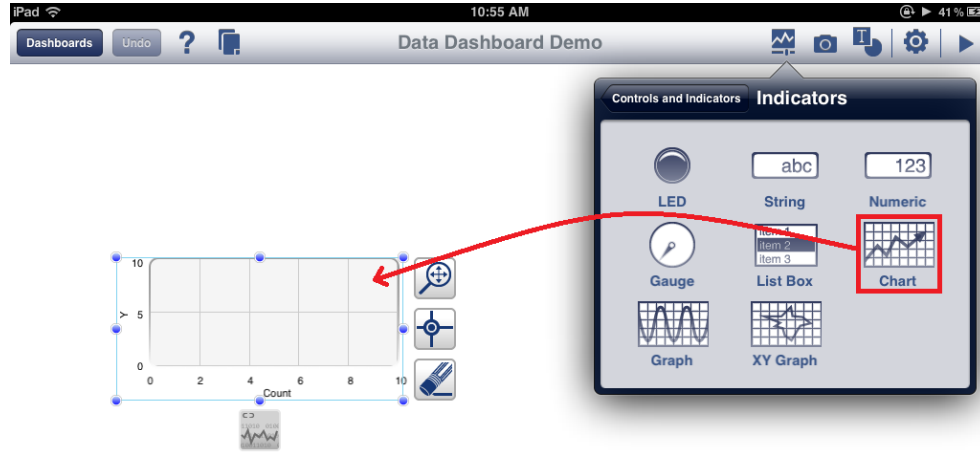 iPad 10:55 AM 41%
Dashboards Undo ? Data Dashboard Demo T
Controls and Indicators Indicators
abc 123
LED String Numeric
item 1
item 2
item 3
Gauge List Box Chart
Graph XY Graph
10
5
0
Y
0 2 4 6 8 10
Count